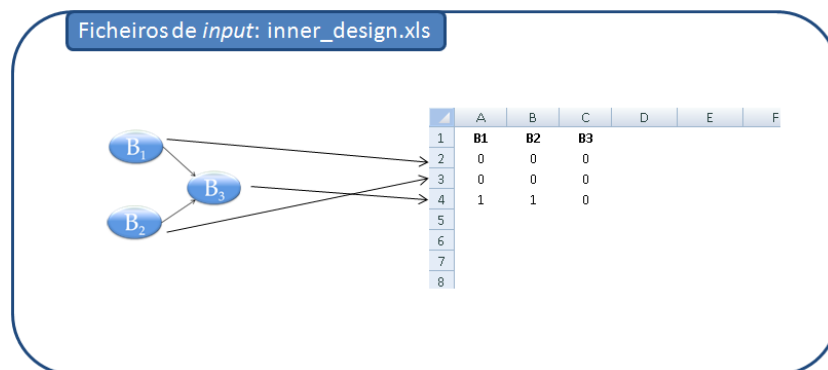 Ficheiros de input: inner_design.xls
B1
B3
B2
A B C D E F
1 B1 B2 B3
2 0 0 0
3 0 0 0
4 1 1 0
5
6
7
8